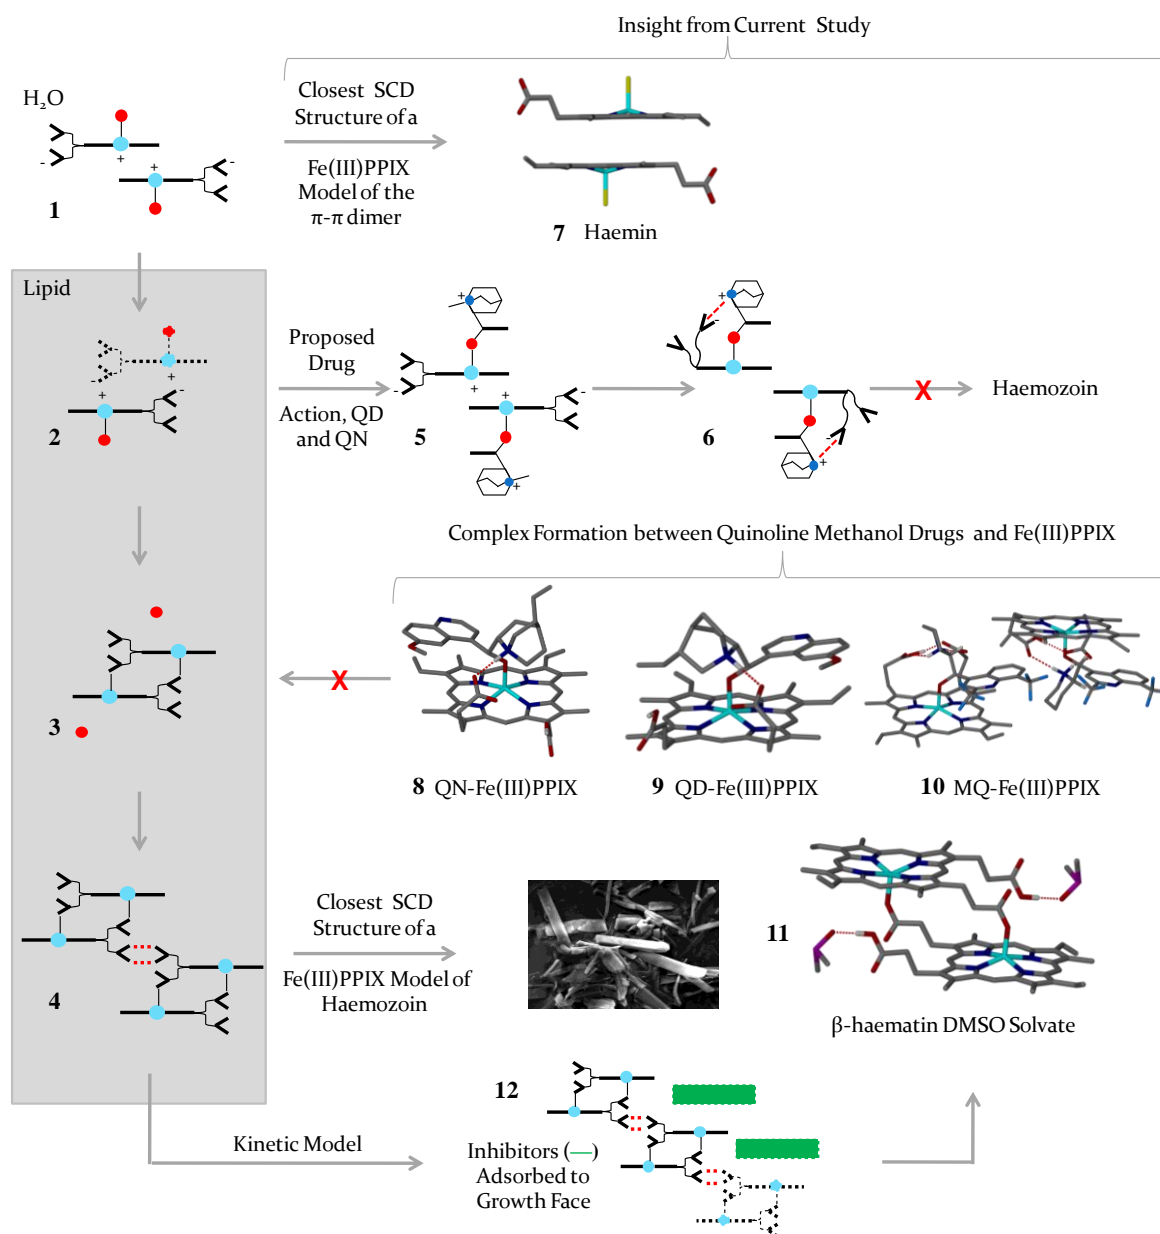 Insight from Current Study
H₂O
Closest SCD
Structure of a
Fe(III)PPIX
Model of the
π-π dimer
+
-
+
-
1
7 Haemin
Lipid
-
+
+
-
2
Proposed
Drug
Action, QD
and QN
+
-
+
+
-
+
5
+
-
-
+
6
X
Haemozoin
Complex Formation between Quinoline Methanol Drugs and Fe(III)PPIX
3
X
8 QN-Fe(III)PPIX
9 QD-Fe(III)PPIX
10 MQ-Fe(III)PPIX
4
Closest SCD
Structure of a
Fe(III)PPIX Model of
Haemozoin
11
β-haematin DMSO Solvate
Kinetic Model
12
Inhibitors (—)
Adsorbed to
Growth Face